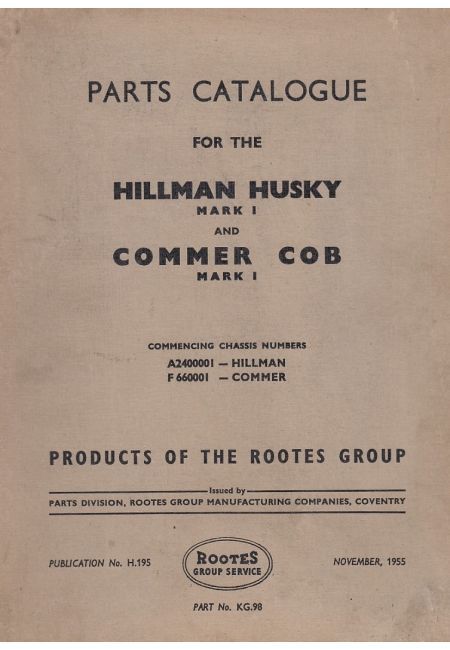 PARTS CATALOGUE
FOR THE
HILLMAN HUSKY
MARK I
AND
COMMER COB
MARK I
COMMENCING CHASSIS NUMBERS
A2400001 — HILLMAN
F 660001 — COMMER
PRODUCTS OF THE ROOTES GROUP
Issued by
PARTS DIVISION, ROOTES GROUP MANUFACTURING COMPANIES, COVENTRY
PUBLICATION No. H.195
ROOTES
GROUP SERVICE
NOVEMBER, 1955
PART No. KG.98